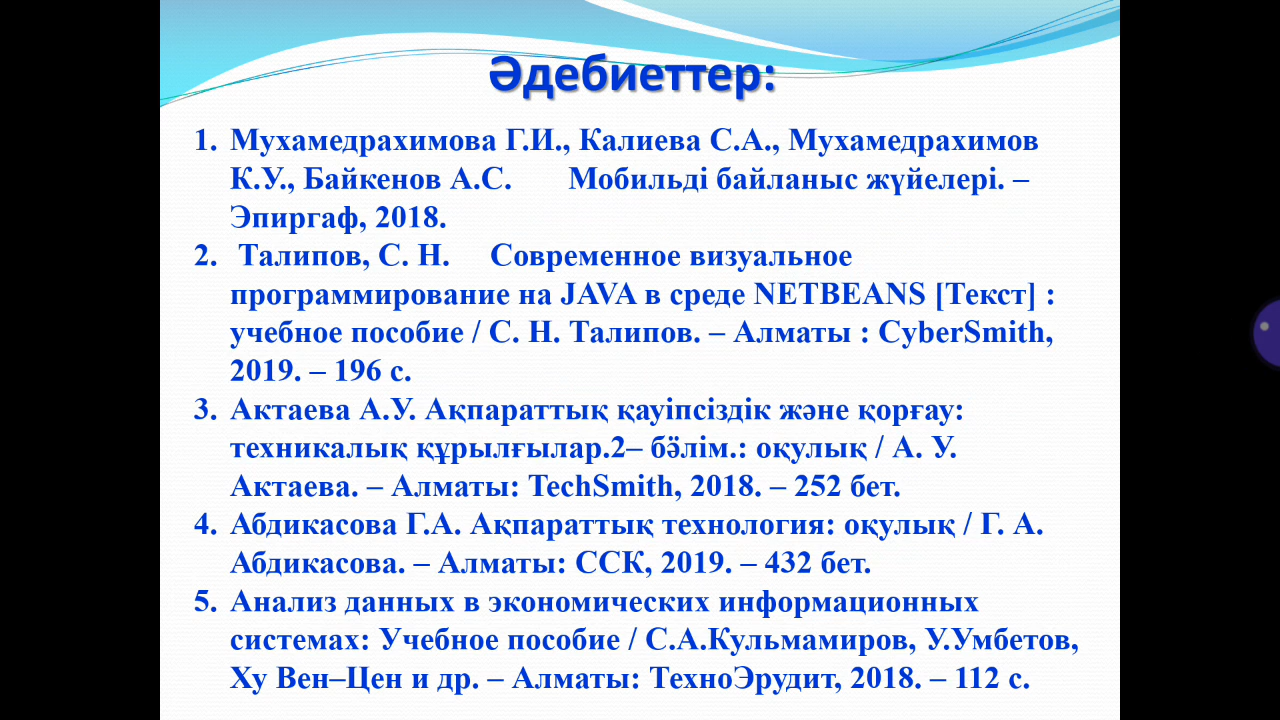 Әдебиеттер:
1. Мухамедрахимова Г.И., Калиева С.А., Мухамедрахимов
К.У., Байкенов А.С. Мобильді байланыс жүйелері. –
Эпиргаф, 2018.
2. Талипов, С. Н. Современное визуальное
программирование на JAVA в среде NETBEANS [Текст] :
учебное пособие / С. Н. Талипов. – Алматы : CyberSmith,
2019. – 196 с.
3. Актаева А.У. Ақпараттық қауіпсіздік және қорғау:
техникалық құрылғылар.2– бӛлім.: оқулық / А. У.
Актаева. – Алматы: TechSmith, 2018. – 252 бет.
4. Абдикасова Г.А. Ақпараттық технология: оқулық / Г. А.
Абдикасова. – Алматы: ССК, 2019. – 432 бет.
5. Анализ данных в экономических информационных
системах: Учебное пособие / С.А.Кульмамиров, У.Умбетов,
Ху Вен–Цен и др. – Алматы: ТехноЭрудит, 2018. – 112 с.